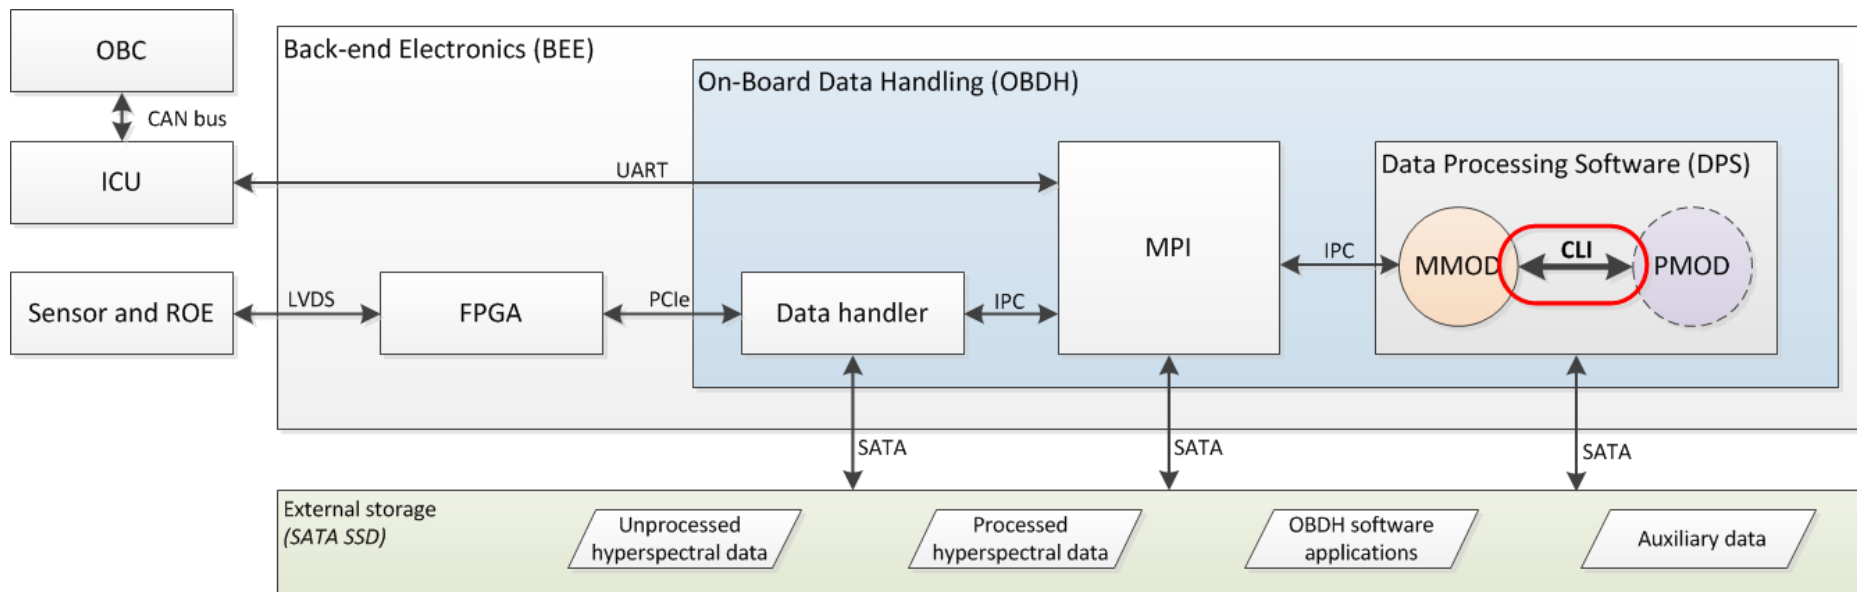 OBC
CAN bus
ICU
Sensor and ROE
Back-end Electronics (BEE)
On-Board Data Handling (OBDH)
UART
LVDS
FPGA
PCIe
Data handler
IPC
MPI
IPC
Data Processing Software (DPS)
MMOD
CLI
PMOD
SATA
SATA
SATA
External storage
(SATA SSD)
Unprocessed
hyperspectral data
Processed
hyperspectral data
OBDH software
applications
Auxiliary data